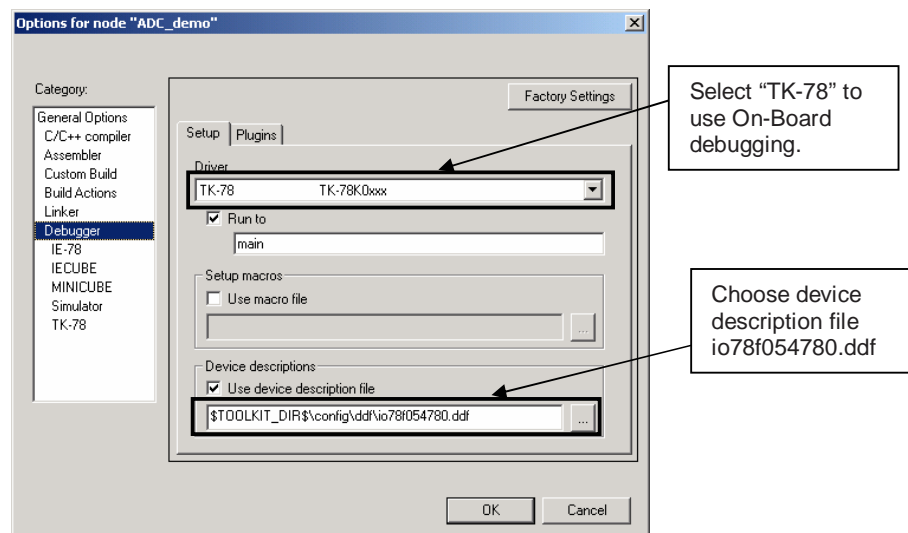 Options for node "ADC_demo"
Category:
General Options
C/C++ compiler
Assembler
Custom Build
Build Actions
Linker
Debugger
IE-78
IECUBE
MINICUBE
Simulator
TK-78
Factory Settings
Setup
Plugins
Driver
TK-78 TK-78K0xxx
Run to
main
Setup macros
Use macro file
...
Device descriptions
Use device description file
$TOOLKIT_DIR$\config\ddf\io78f054780.ddf
...
OK
Cancel
Select “TK-78” to
use On-Board
debugging.
Choose device
description file
io78f054780.ddf